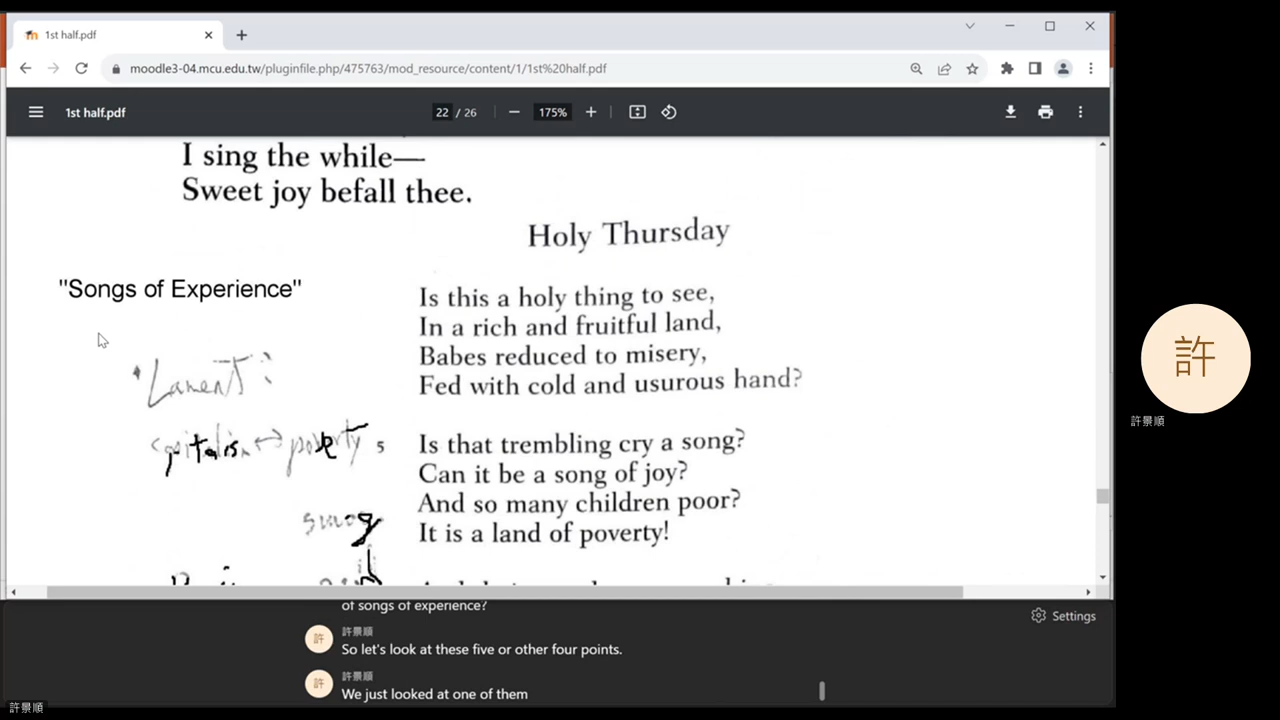 1st half.pdf
moodle3-04.mcu.edu.tw/pluginfile.php/475763/mod_resource/content/1/1st%20half.pdf
1st half.pdf
22 / 26
175%
I sing the while—
Sweet joy befall thee.
Holy Thursday
"Songs of Experience"
Is this a holy thing to see,
In a rich and fruitful land,
Babes reduced to misery,
Fed with cold and usurous hand?
Lament:
capitalism ↔ poverty,
Is that trembling cry a song?
Can it be a song of joy?
And so many children poor?
It is a land of poverty!
smog
許
許景順
of songs of experience?
Settings
許
許景順
So let's look at these five or other four points.
許
許景順
We just looked at one of them
許景順